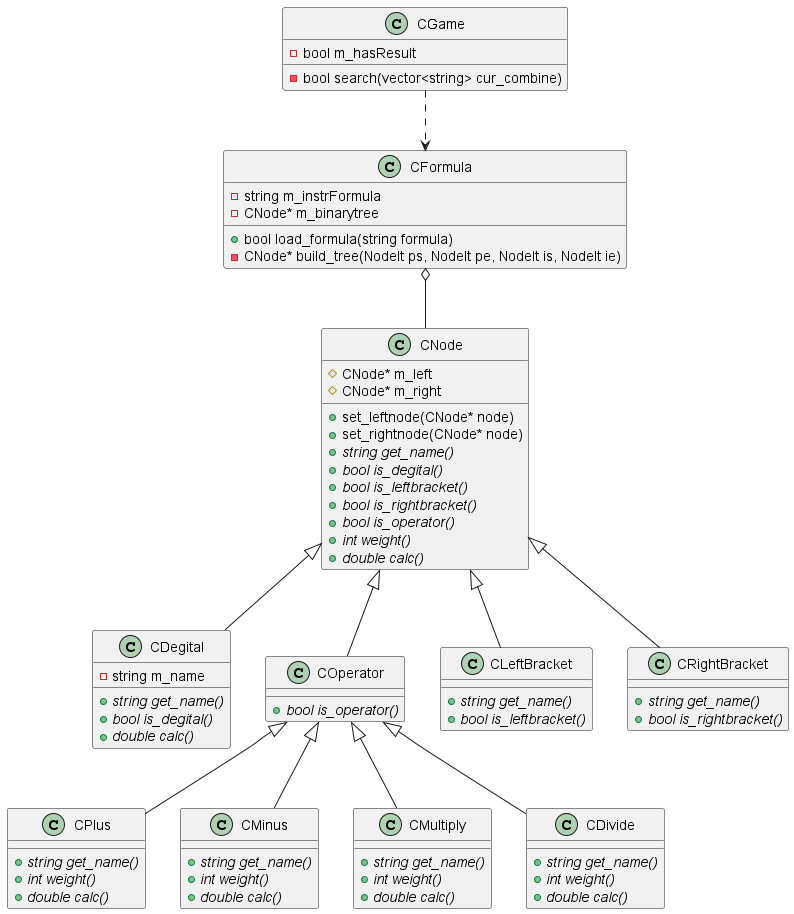 C CGame
bool m_hasResult
bool search(vector<string> cur_combine)
C CFormula
string m_instrFormula
CNode* m_binarytree
bool load_formula(string formula)
CNode* build_tree(NodeIt ps, NodeIt pe, NodeIt is, NodeIt ie)
C CNode
CNode* m_left
CNode* m_right
set_leftnode(CNode* node)
set_rightnode(CNode* node)
string get_name()
bool is_degital()
bool is_leftbracket()
bool is_rightbracket()
bool is_operator()
int weight()
double calc()
C CDegital
string m_name
string get_name()
bool is_degital()
double calc()
C COperator
bool is_operator()
C CLeftBracket
string get_name()
bool is_leftbracket()
C CRightBracket
string get_name()
bool is_rightbracket()
C CPlus
string get_name()
int weight()
double calc()
C CMinus
string get_name()
int weight()
double calc()
C CMultiply
string get_name()
int weight()
double calc()
C CDivide
string get_name()
int weight()
double calc()